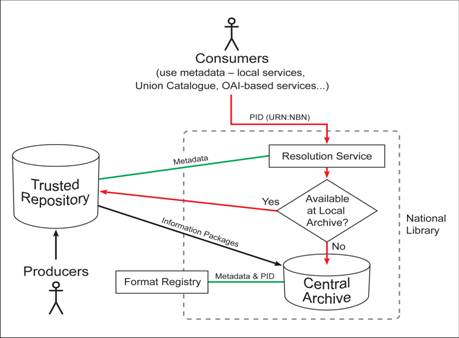 Consumers
(use metadata – local services,
Union Catalogue, OAI-based services...)
PID (URN:NBN)
Metadata
Resolution Service
Trusted
Repository
Yes
Available
at Local
Archive?
National
Library
Information Packages
No
Producers
Format Registry
Metadata & PID
Central
Archive